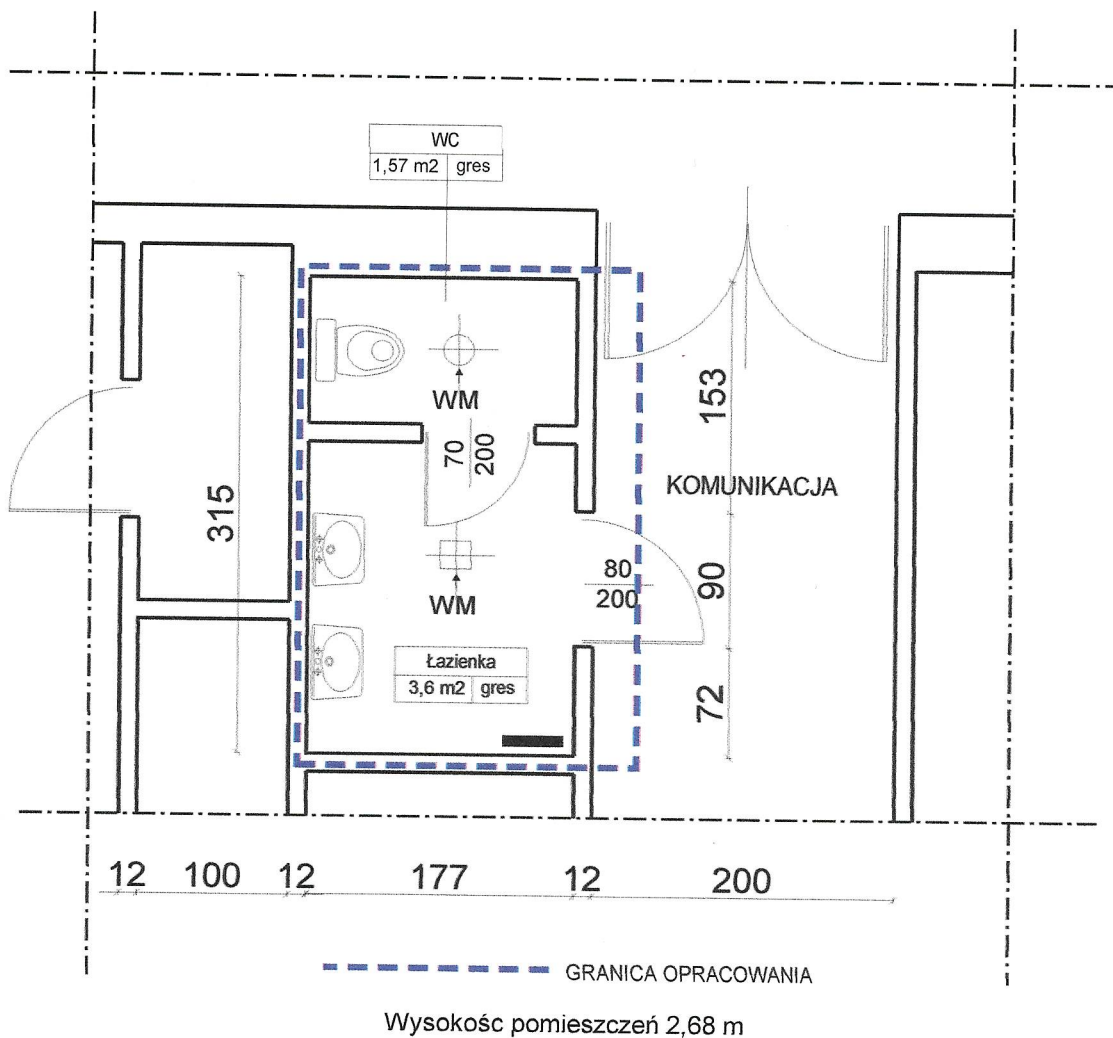 WC
1,57 m2 gres
WM
70
200
153
315
KOMUNIKACJA
80
200
90
WM
Łazienka
3,6 m2 gres
72
12 100 12 177 12 200
GRANICA OPRACOWANIA
Wysokośc pomieszczeń 2,68 m